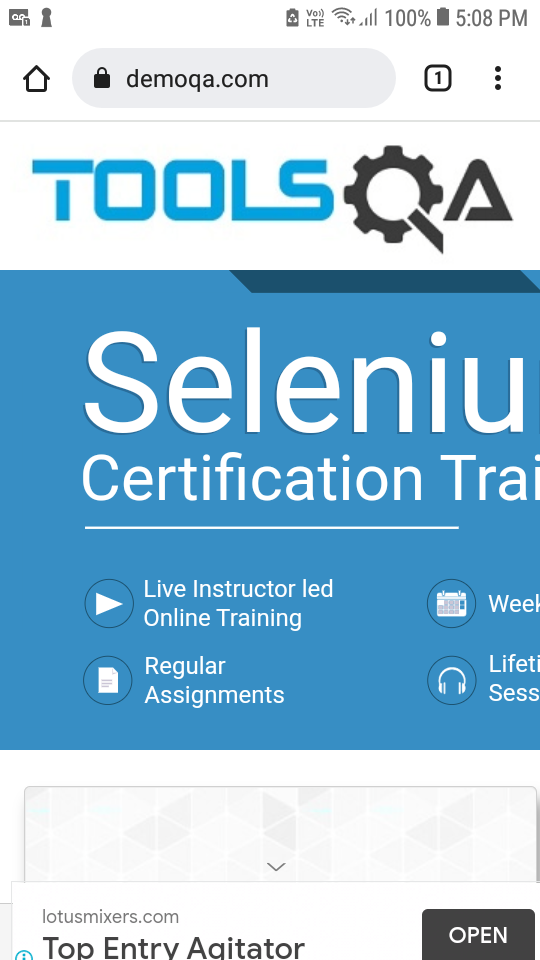 Vo)) LTE 100% 5:08 PM
demoqa.com
1
TOOLSQA
Seleniu
Certification Trai
Live Instructor led
Online Training
Week
Regular
Assignments
Lifeti
Sess
lotusmixers.com
Top Entry Agitator
OPEN